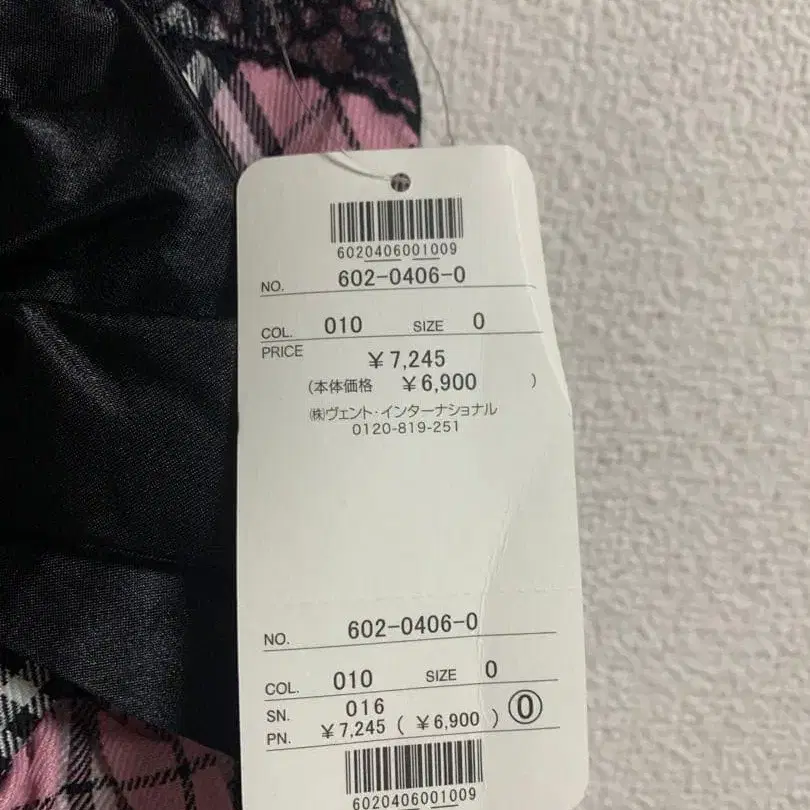 6020406001009
NO. 602-0406-0
COL. 010 SIZE 0
PRICE ¥7,245
(本体価格 ¥6,900 )
㈱ヴェント・インターナショナル
0120-819-251
NO. 602-0406-0
COL. 010 SIZE 0
SN. 016
PN. ¥7,245 ( ¥6,900 ) ⓪
6020406001009